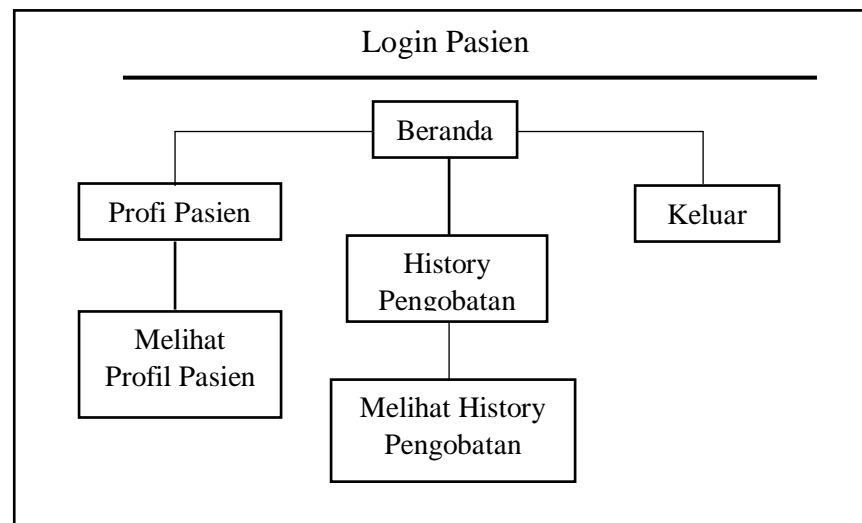 Login Pasien
Beranda
Profi Pasien
Keluar
History
Pengobatan
Melihat
Profil Pasien
Melihat History
Pengobatan